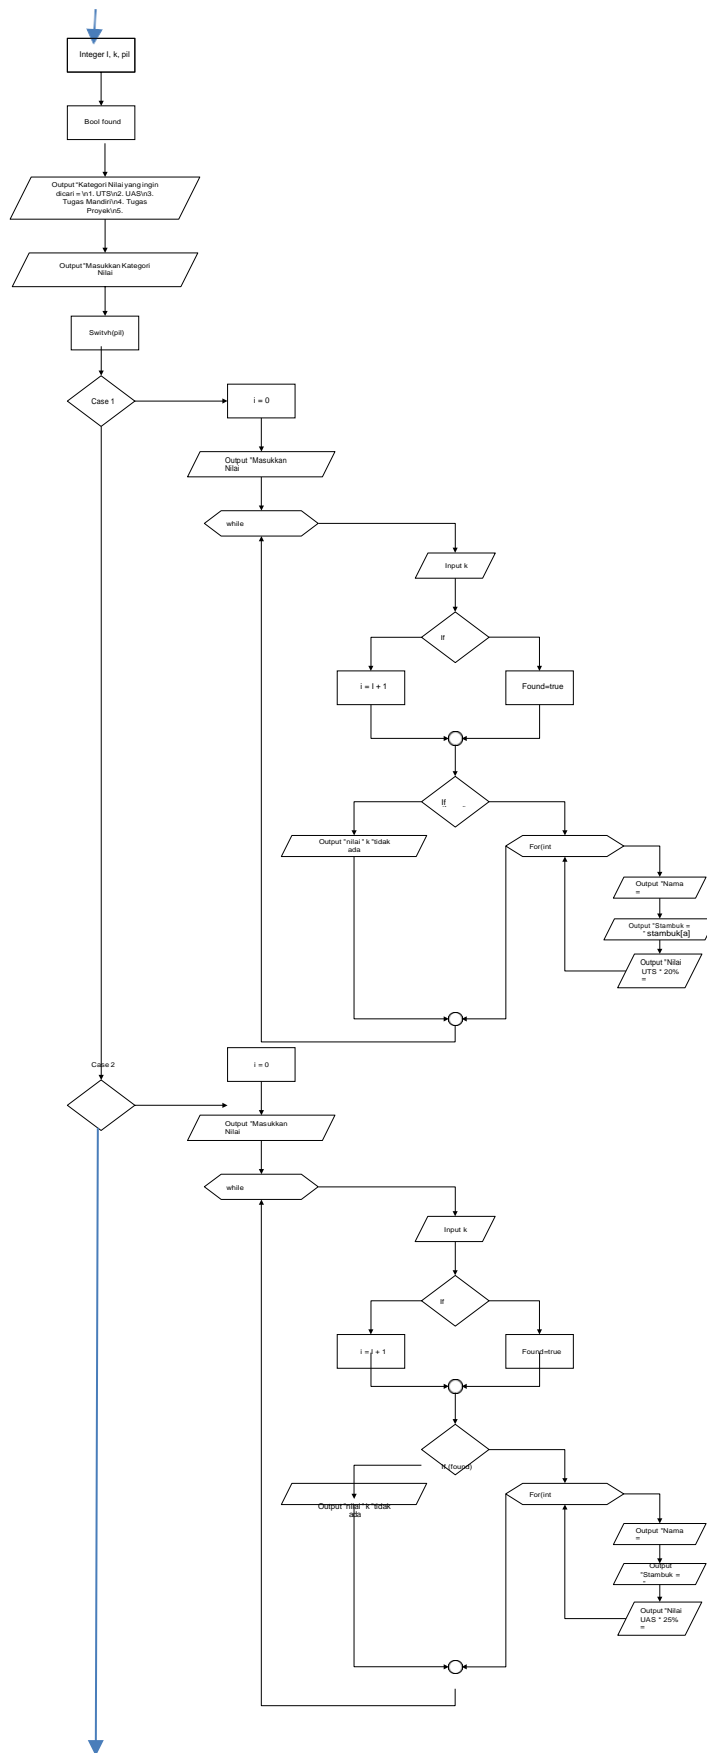 Integer I, k, pil
Bool found
Output "Kategori Nilai yang ingin
dicari = \n1. UTS\n2. UAS\n3.
Tugas Mandiri\n4. Tugas
Proyek\n5.
Output "Masukkan Kategori
Nilai
Switvh(pil)
Case 1
i = 0
Output "Masukkan
Nilai
while
Input k
If
i = I + 1
Found=true
If
Output "nilai " k "tidak
ada
For(int
Output "Nama
=
Output "Stambuk =
" stambuk[a]
Output "Nilai
UTS * 20%
=
Case 2
i = 0
Output "Masukkan
Nilai
while
Input k
If
i = I + 1
Found=true
If (found)
Output "nilai " k "tidak
ada
For(int
Output "Nama
=
Output
"Stambuk =
"
Output "Nilai
UAS * 25%
=